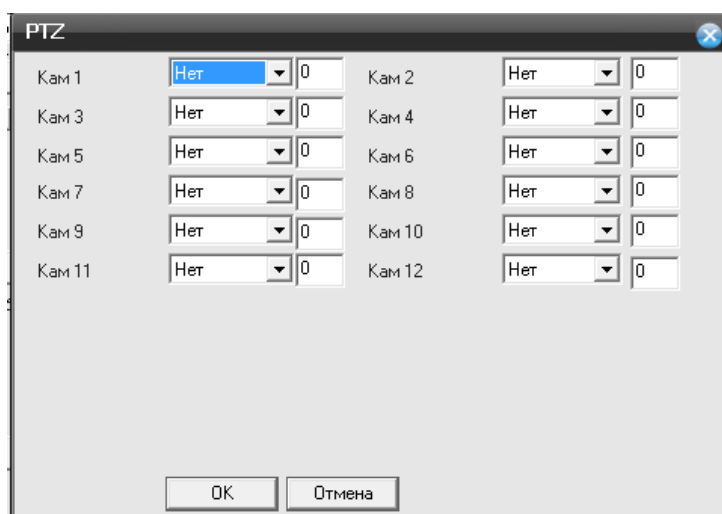 PTZ
Кам 1 Нет 0 Кам 2 Нет 0
Кам 3 Нет 0 Кам 4 Нет 0
Кам 5 Нет 0 Кам 6 Нет 0
Кам 7 Нет 0 Кам 8 Нет 0
Кам 9 Нет 0 Кам 10 Нет 0
Кам 11 Нет 0 Кам 12 Нет 0
OK Отмена